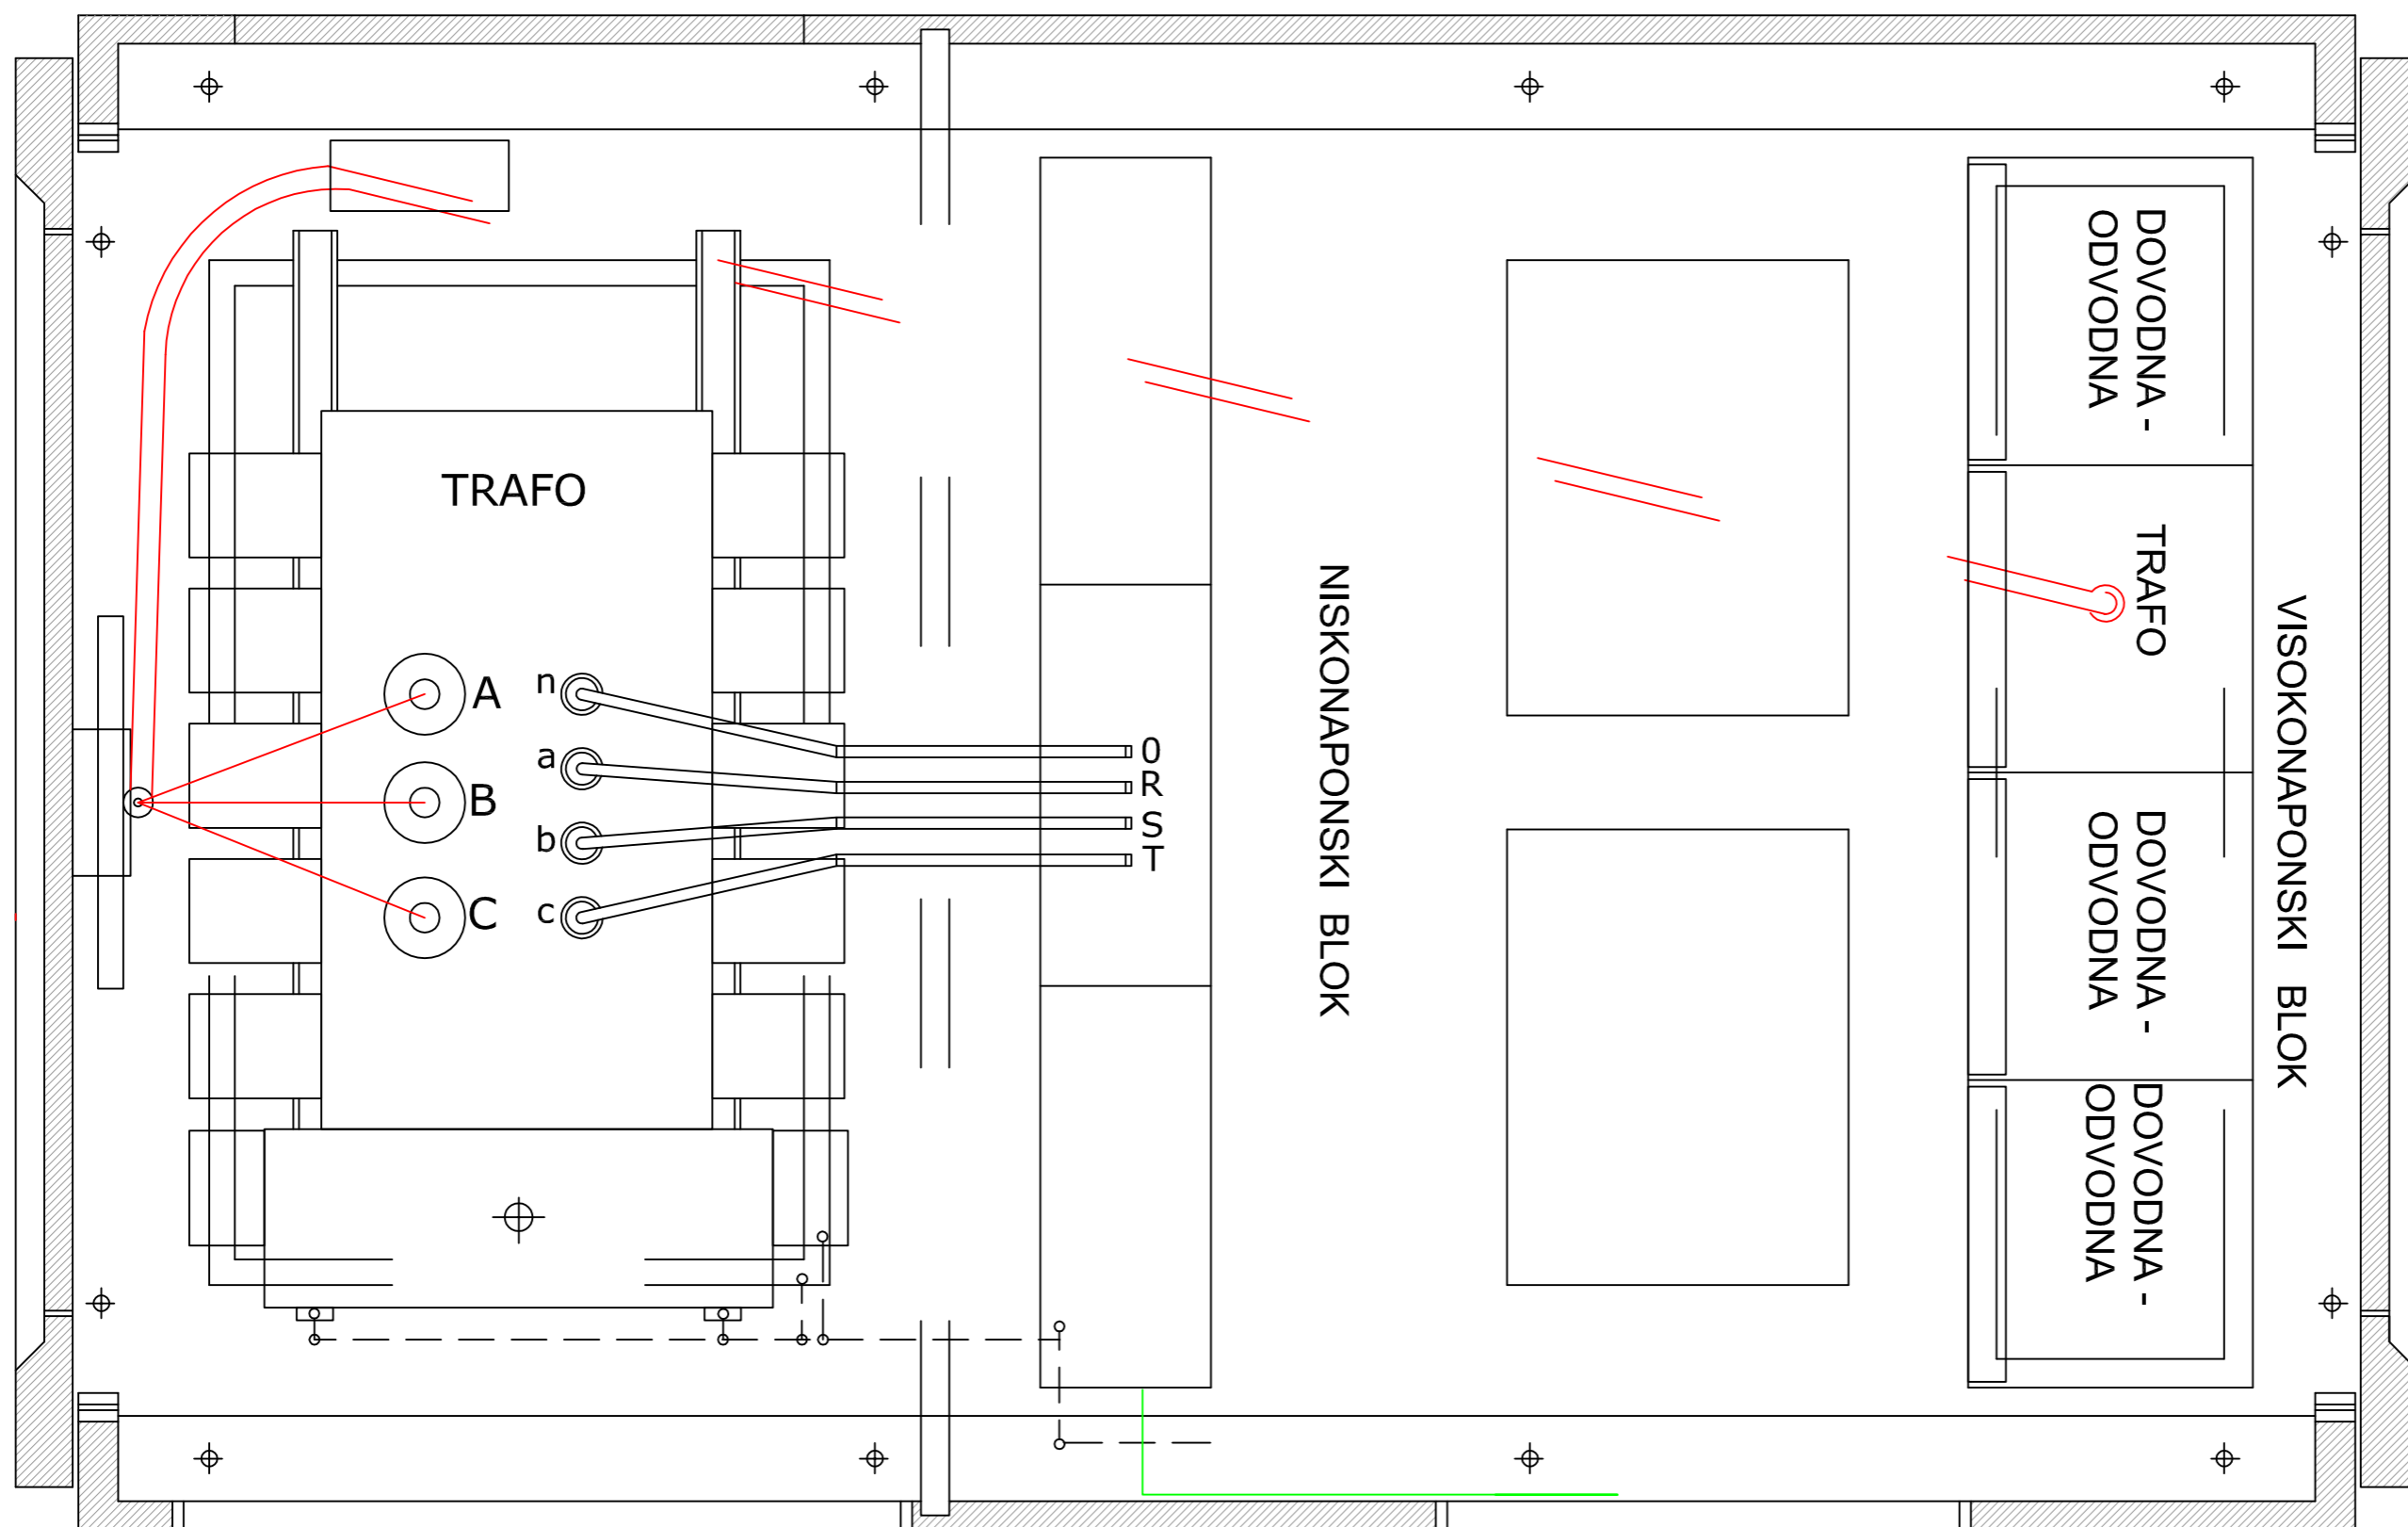 TRAFO
A
B
C
n
a
b
c
0
R
S
T
NISKONAPONSKI BLOK
DOVODNA -
ODVODNA
TRAFO
DOVODNA -
ODVODNA
DOVODNA -
ODVODNA
VISOKONAPONSKI BLOK